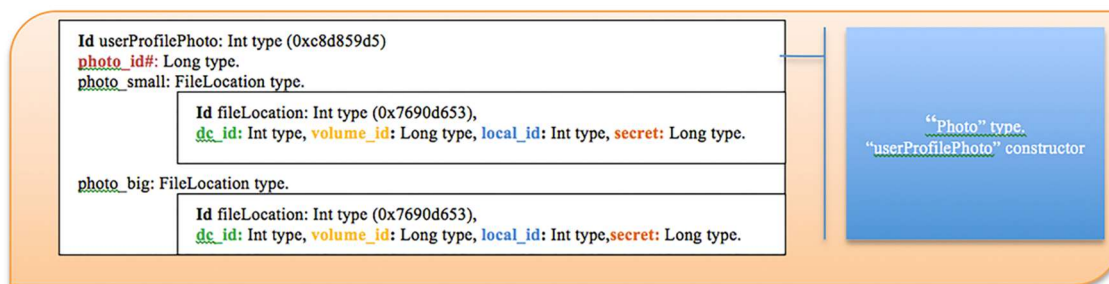 Id userProfilePhoto: Int type (0xc8d859d5)
photo_id#: Long type.
photo_small: FileLocation type.
Id fileLocation: Int type (0x7690d653),
dc_id: Int type, volume_id: Long type, local_id: Int type, secret: Long type.
photo_big: FileLocation type.
Id fileLocation: Int type (0x7690d653),
dc_id: Int type, volume_id: Long type, local_id: Int type,secret: Long type.
“Photo” type.
“userProfilePhoto” constructor